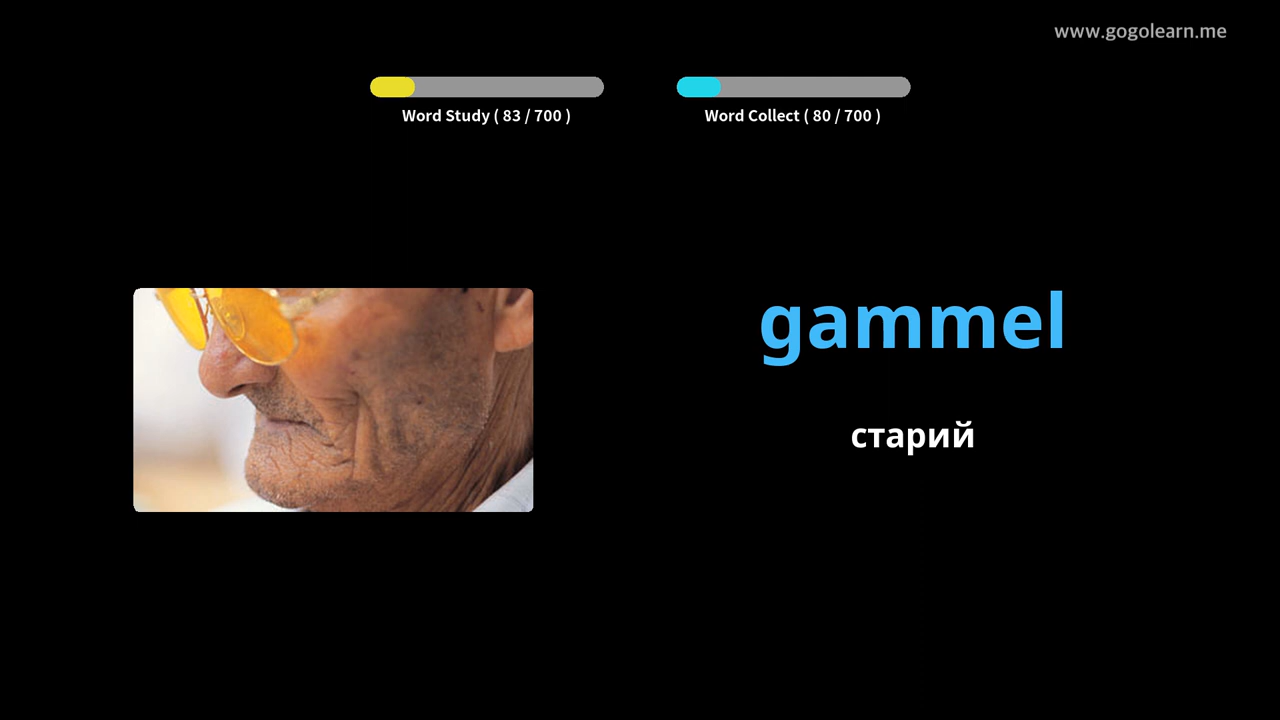 www.gogolearn.me
Word Study ( 83 / 700 )
Word Collect ( 80 / 700 )
gammel
старий